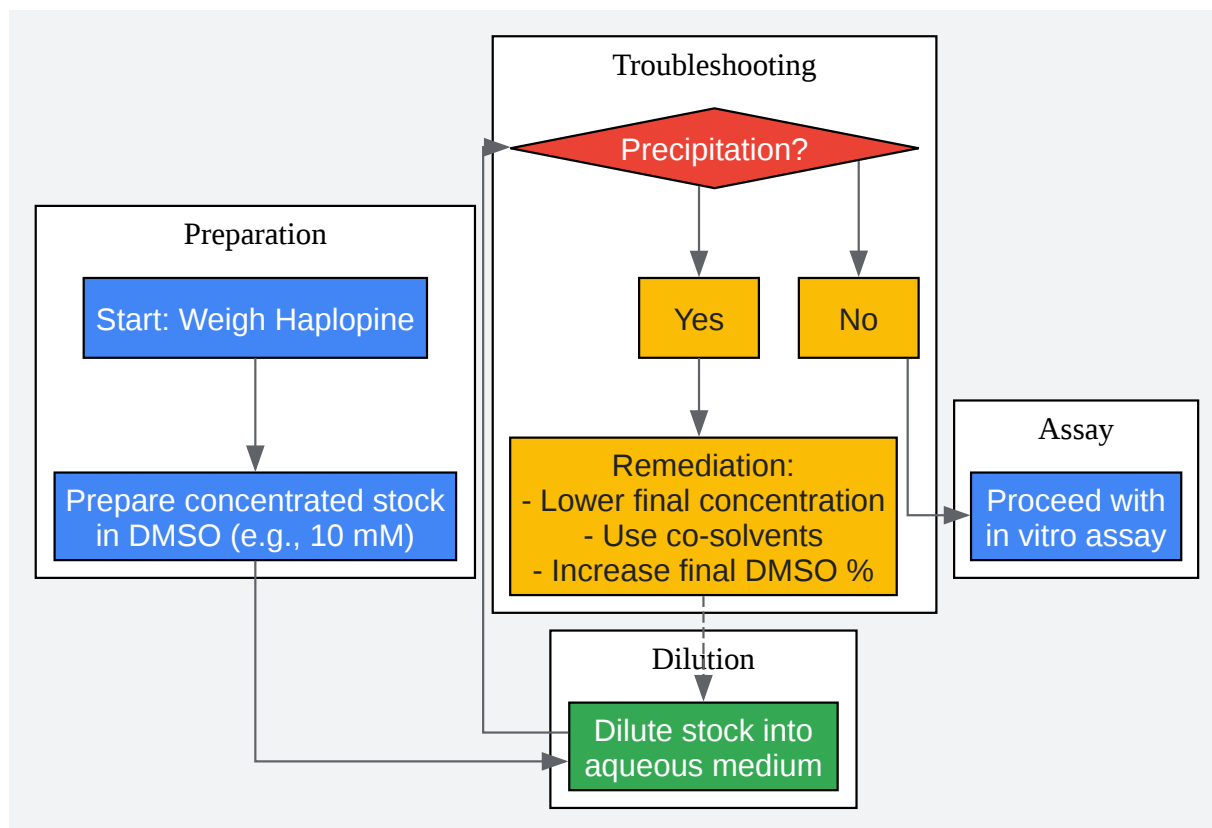 Troubleshooting
Precipitation?
Preparation
Start: Weigh Haplopine
Yes
No
Prepare concentrated stock
in DMSO (e.g., 10 mM)
Remediation:
- Lower final concentration
- Use co-solvents
- Increase final DMSO %
Assay
Proceed with
in vitro assay
Dilution
Dilute stock into
aqueous medium